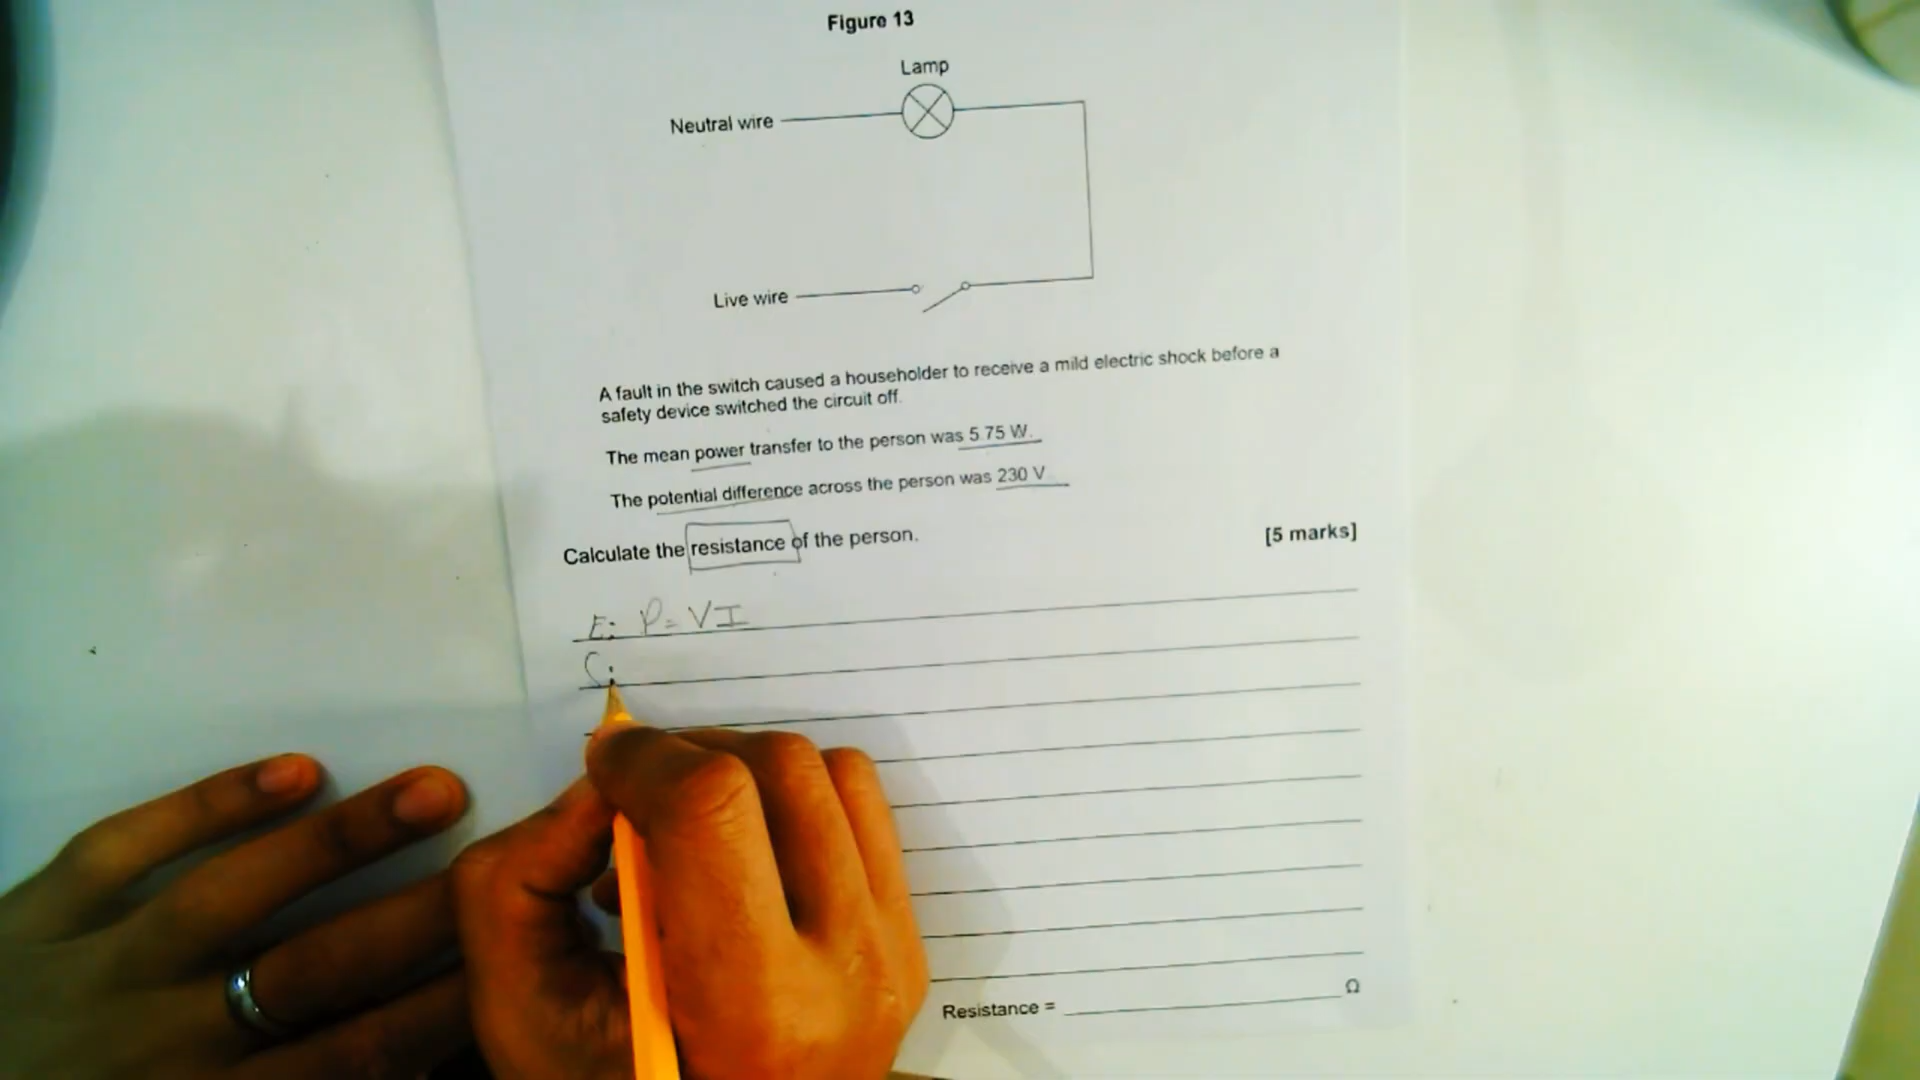 Figure 13
Lamp
Neutral wire
Live wire
A fault in the switch caused a householder to receive a mild electric shock before a
safety device switched the circuit off.
The mean power transfer to the person was 5.75 W.
The potential difference across the person was 230 V
Calculate the resistance of the person.
[5 marks]
E: P = VI
C:
Resistance = Ω